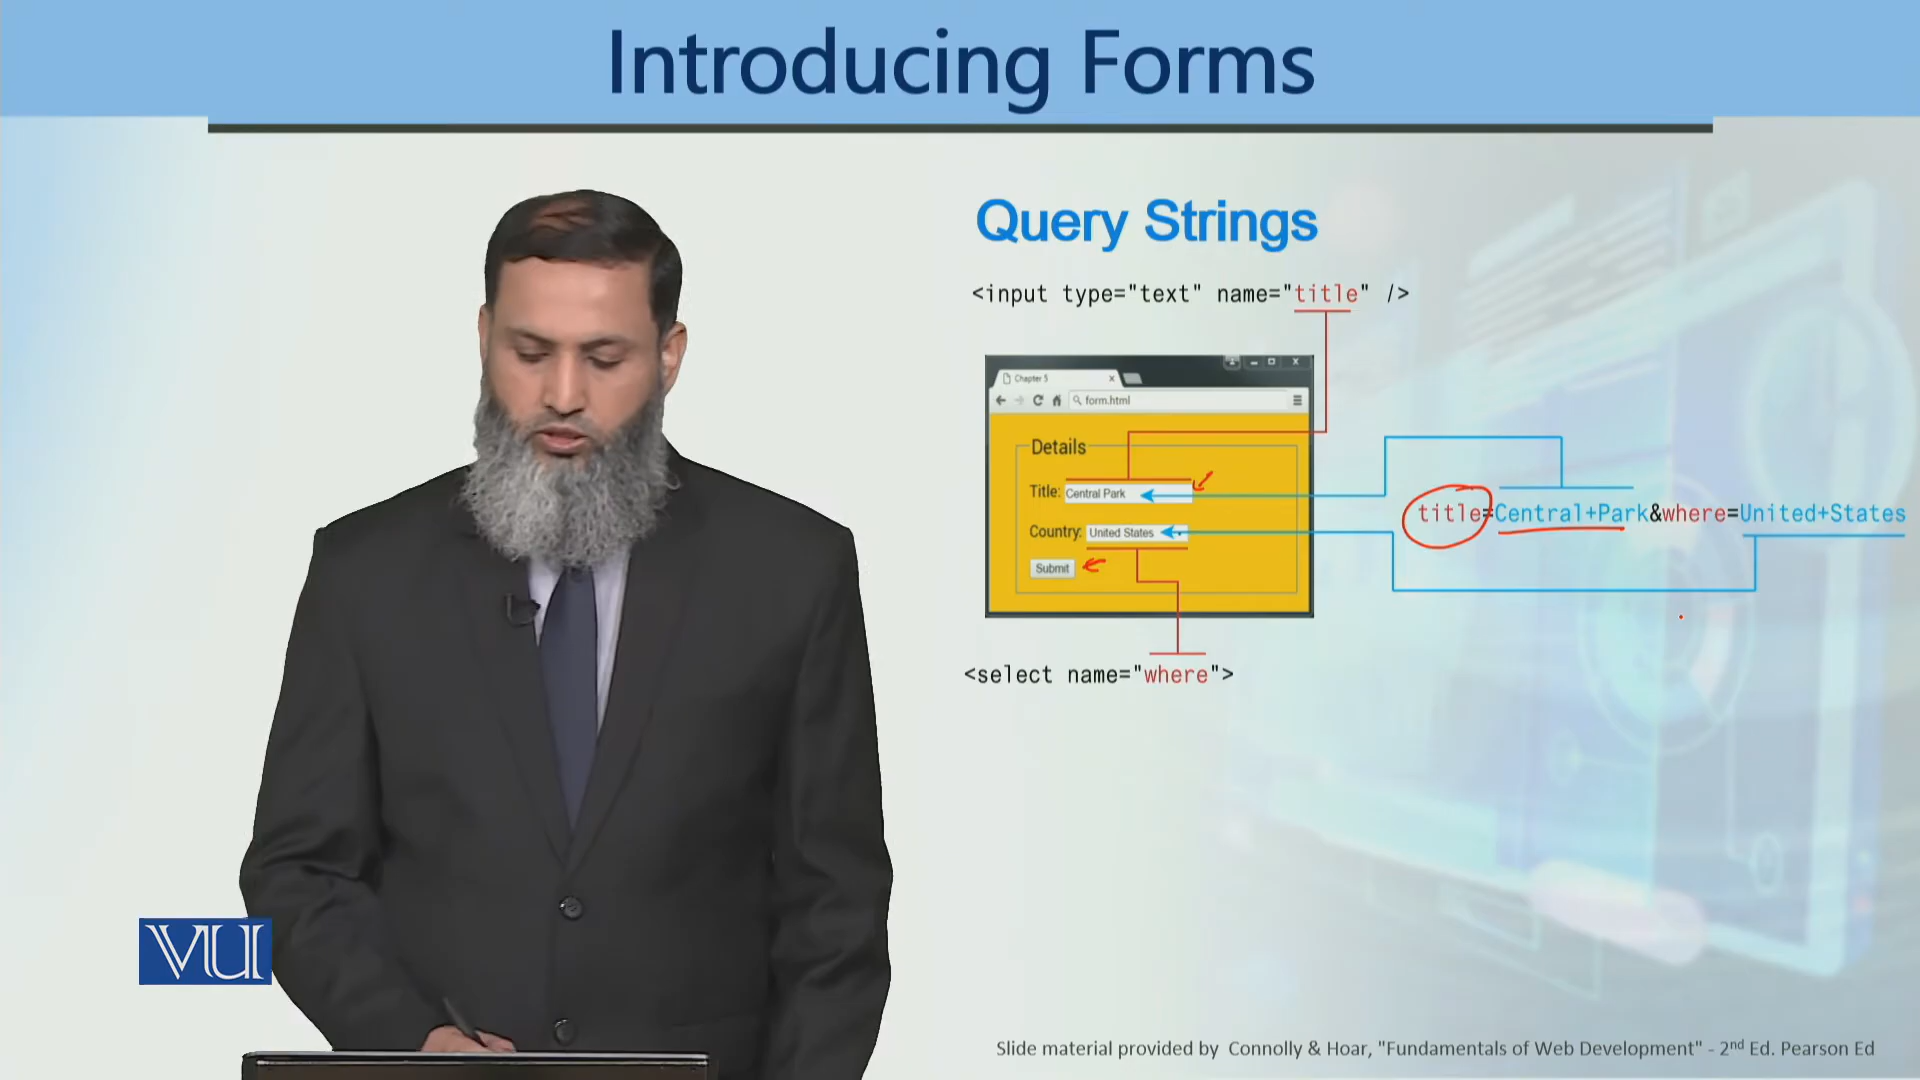 Introducing Forms
Query Strings
<input type="text" name="title" />
Chapter 5
form.html
Details
Title: Central Park
title=Central+Park&where=United+States
Country: United States
Submit
<select name="where">
VU
Slide material provided by Connolly & Hoar, "Fundamentals of Web Development" - 2nd Ed. Pearson Ed